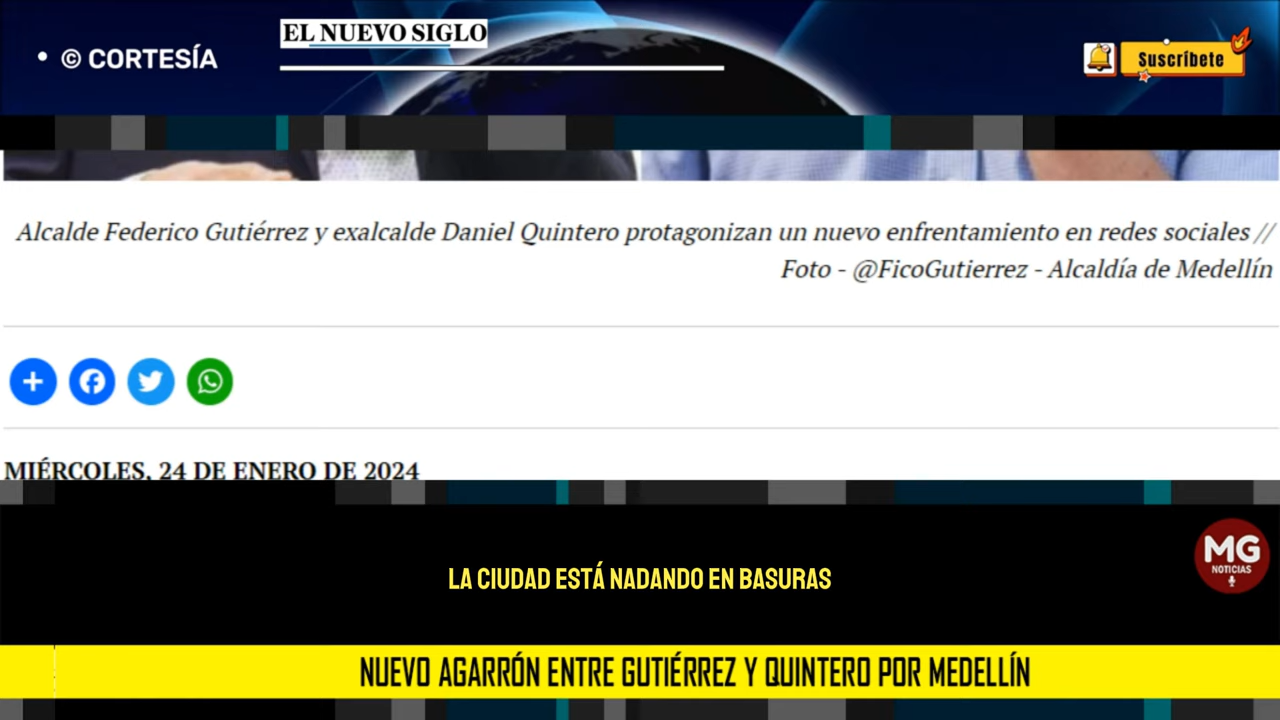 EL NUEVO SIGLO
• © CORTESÍA
Suscríbete
Alcalde Federico Gutiérrez y exalcalde Daniel Quintero protagonizan un nuevo enfrentamiento en redes sociales //
Foto - @FicoGutierrez - Alcaldía de Medellín
MIÉRCOLES, 24 DE ENERO DE 2024
MG
NOTICIAS
LA CIUDAD ESTÁ NADANDO EN BASURAS
NUEVO AGARRÓN ENTRE GUTIÉRREZ Y QUINTERO POR MEDELLÍN